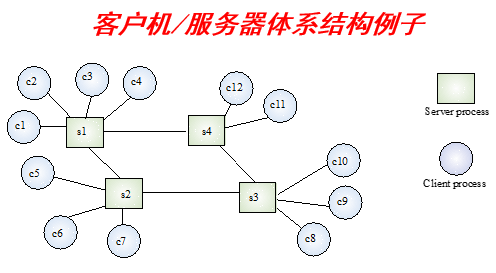 客户机/服务器体系结构例子
c2
c3
c4
c12
c11
c1
s1
s4
Server process
c5
c10
s2
s3
c9
Client process
c6
c7
c8